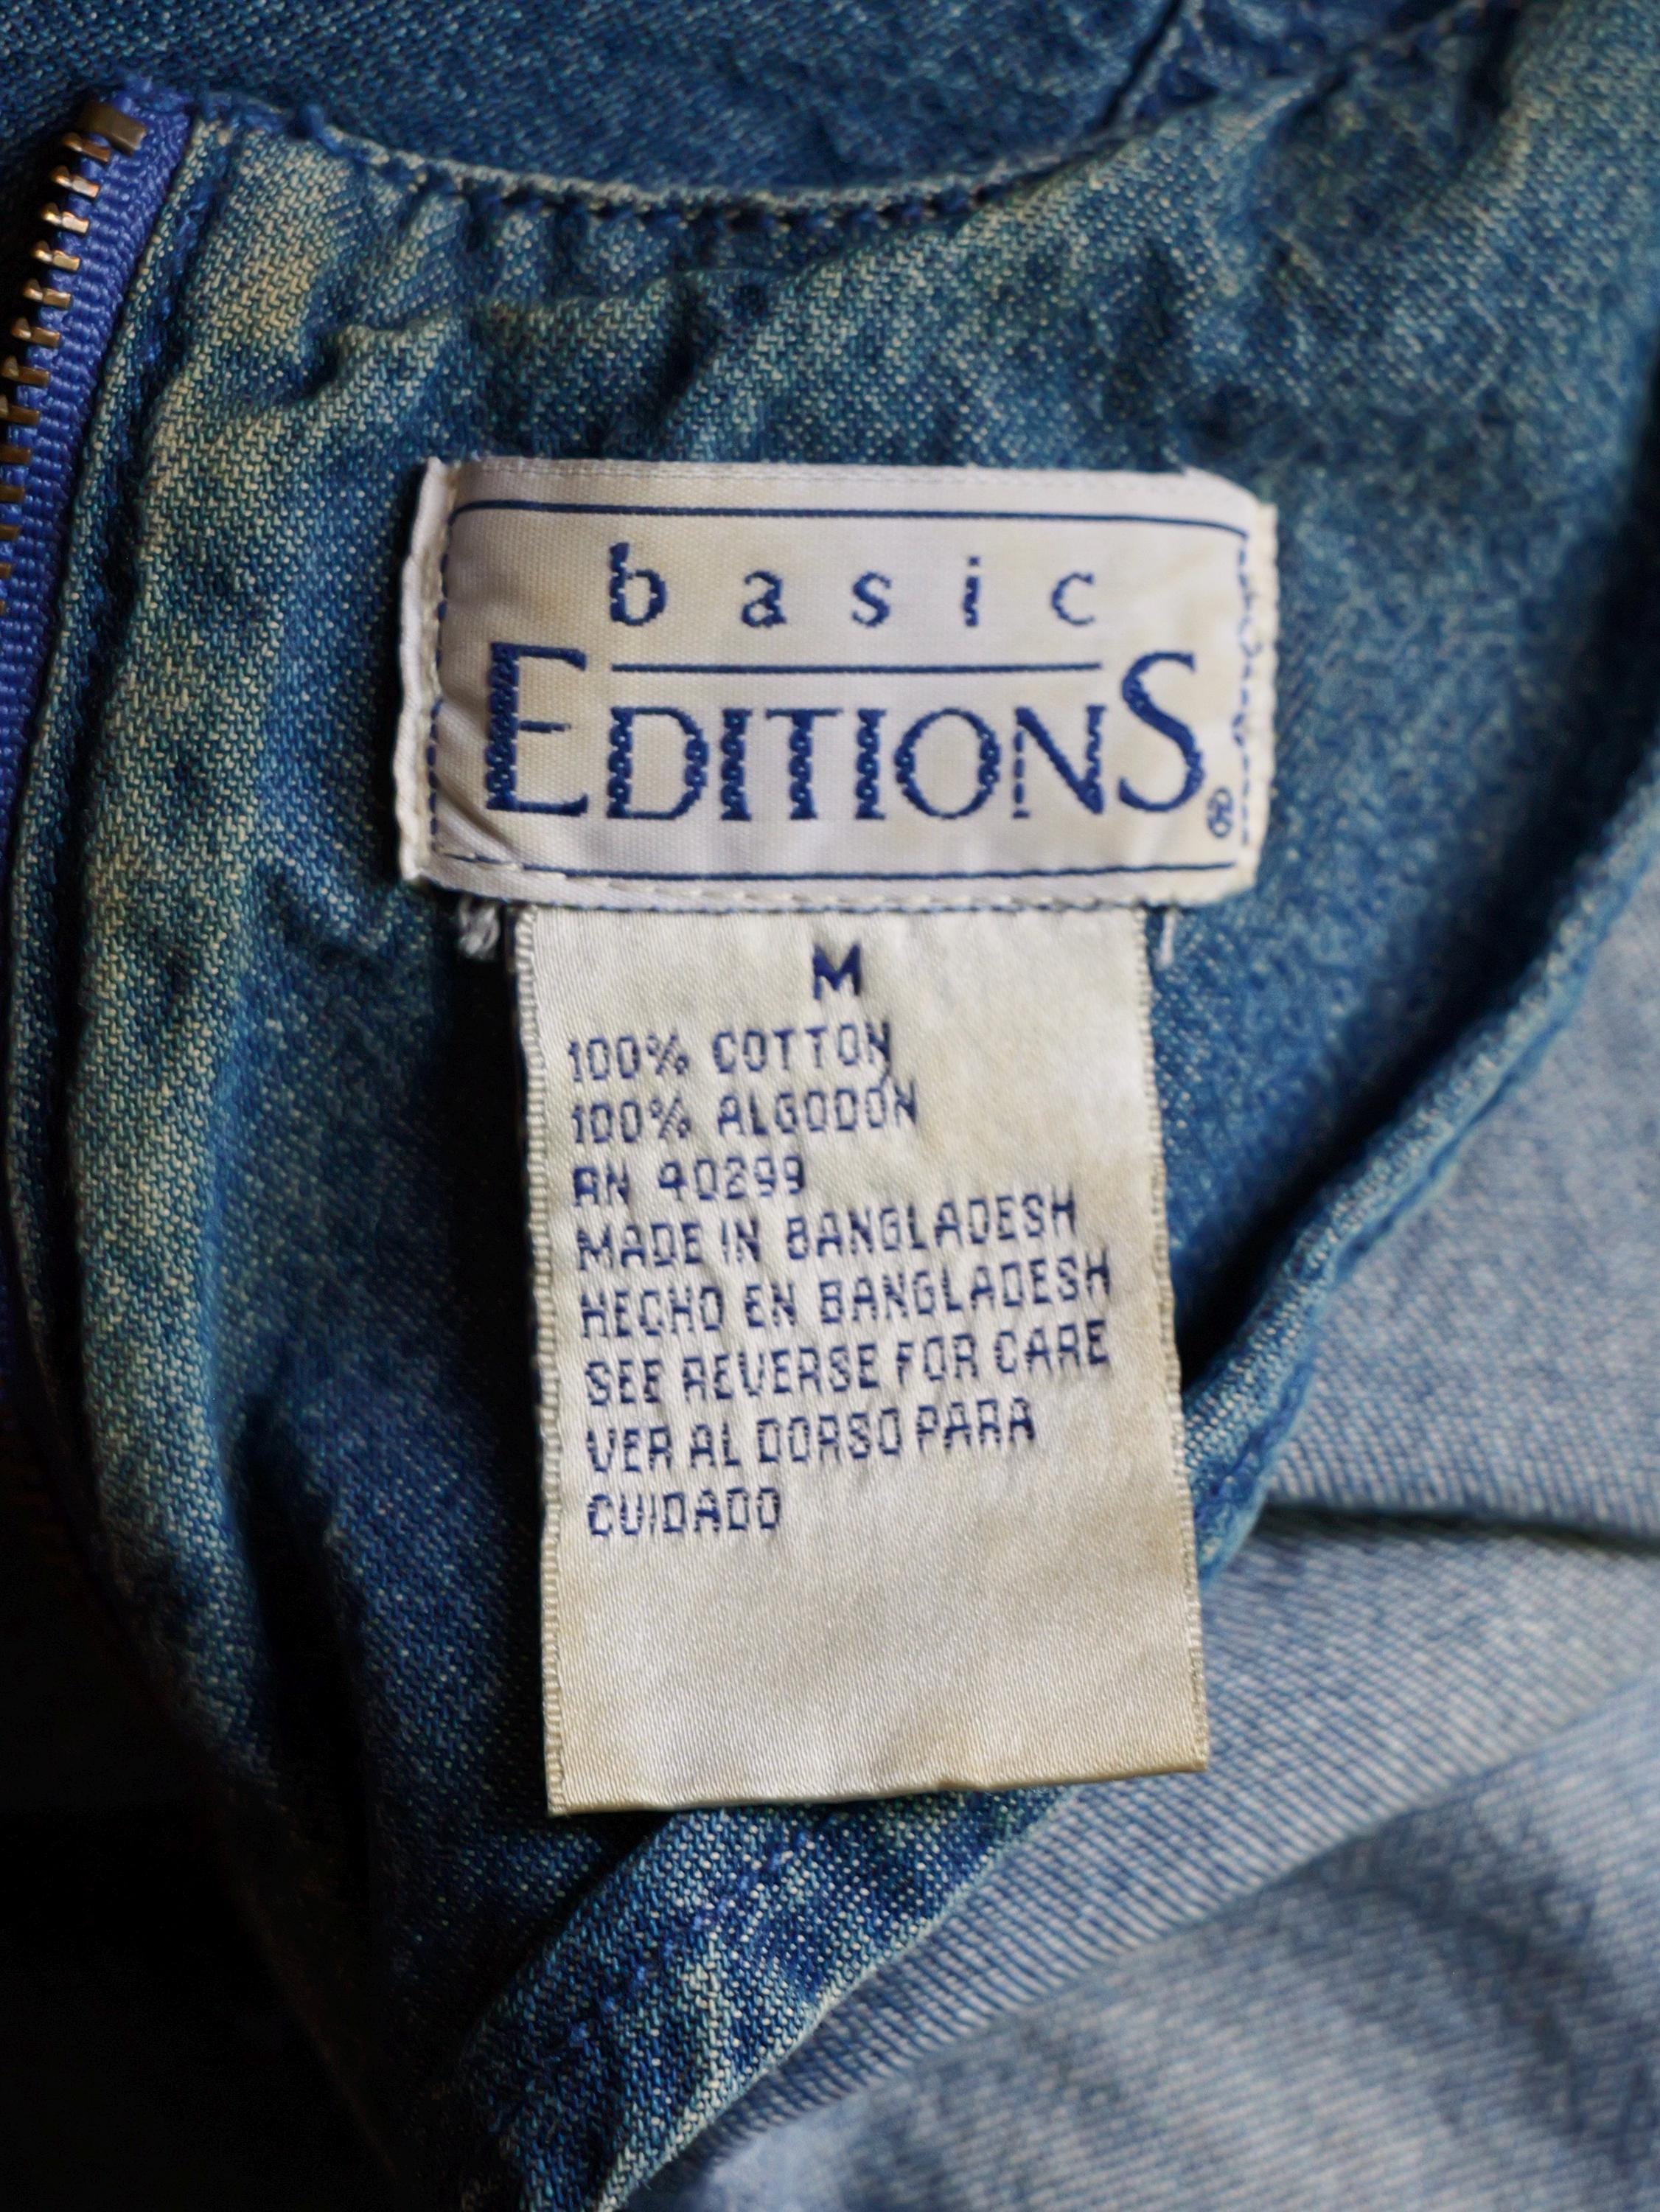 basic
EDITIONS®
M
100% COTTON
100% ALGODON
RN 40299
MADE IN BANGLADESH
HECHO EN BANGLADESH
SEE REVERSE FOR CARE
VER AL DORSO PARA
CUIDADO